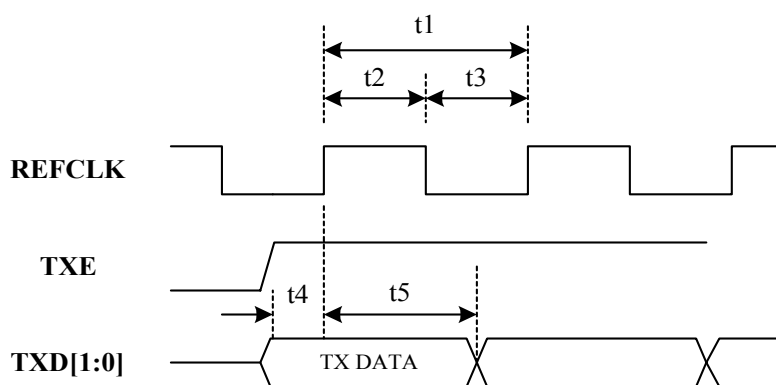 t1
t2 t3
REFCLK
TXE
t4 t5
TXD[1:0] TX DATA